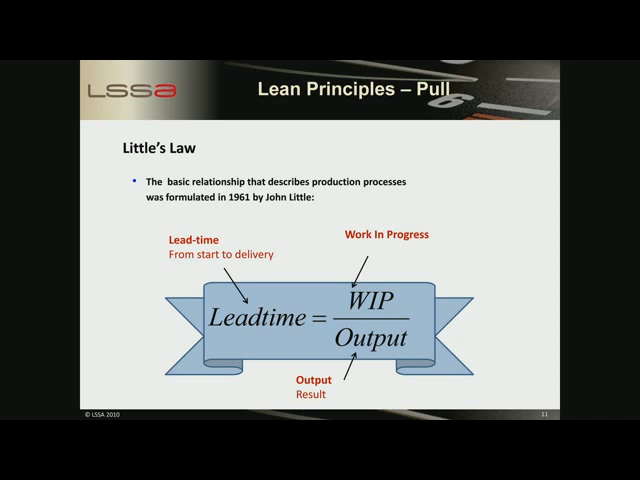 LSSa
Lean Principles – Pull
6
Little's Law
• The basic relationship that describes production processes
was formulated in 1961 by John Little:
Lead-time
From start to delivery
Work In Progress
Leadtime = WIP
Output
Output
Result
© LSSA 2010
11